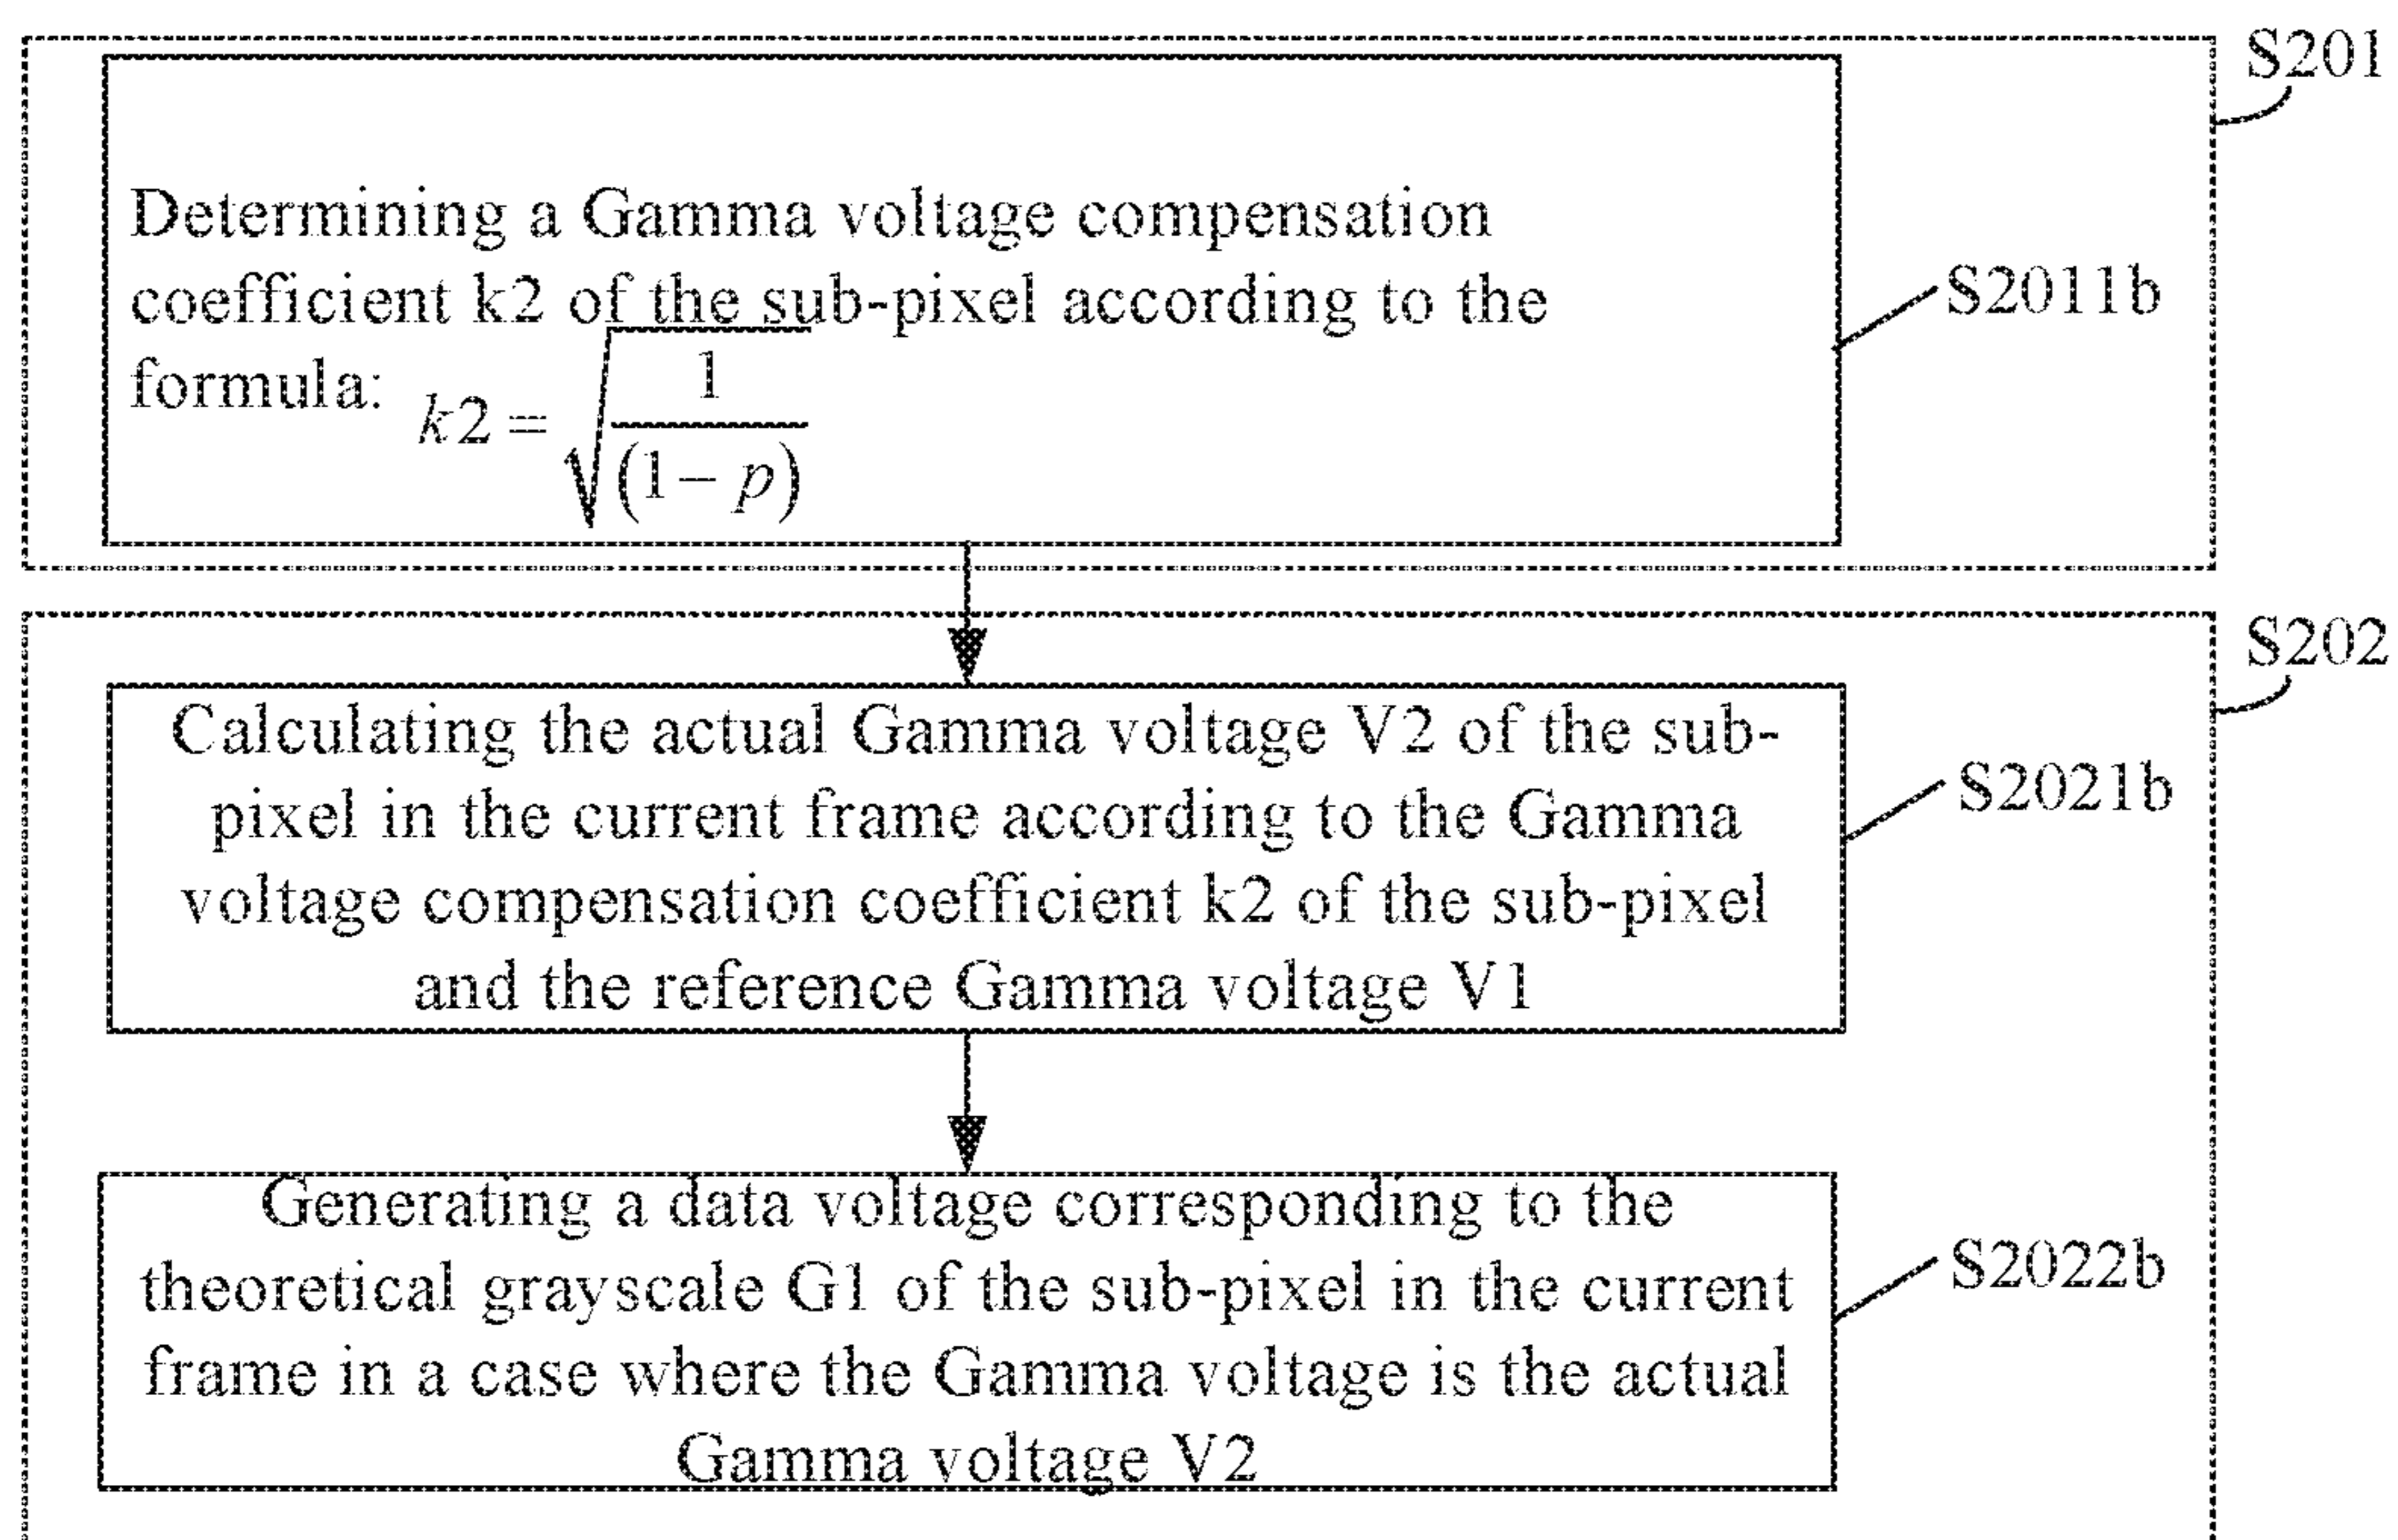 S201
Determining a Gamma voltage compensation
coefficient k2 of the sub-pixel according to the
formula: k2 = √(1/(1-p))
S2011b
S202
Calculating the actual Gamma voltage V2 of the sub-
pixel in the current frame according to the Gamma
voltage compensation coefficient k2 of the sub-pixel
and the reference Gamma voltage V1
S2021b
Generating a data voltage corresponding to the
theoretical grayscale G1 of the sub-pixel in the current
frame in a case where the Gamma voltage is the actual
Gamma voltage V2
S2022b